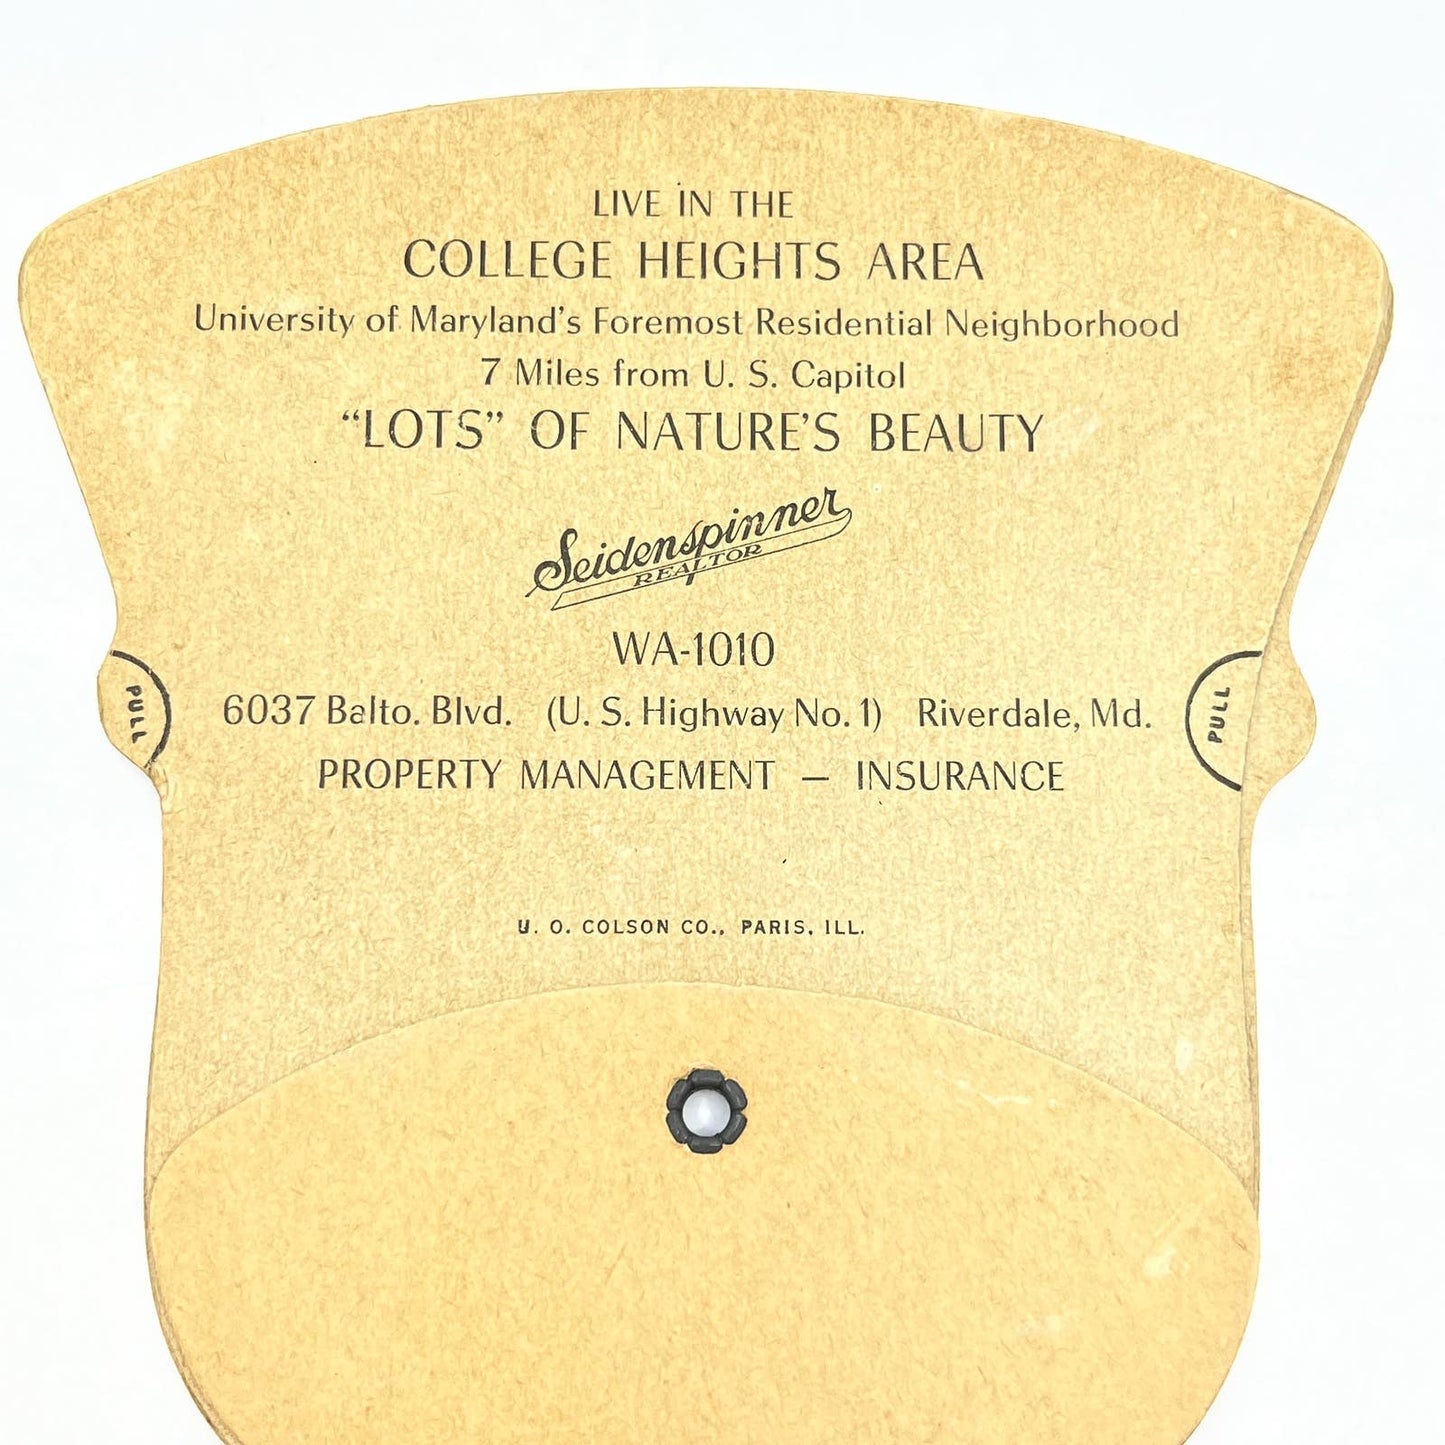 LIVE IN THE
COLLEGE HEIGHTS AREA
University of Maryland's Foremost Residential Neighborhood
7 Miles from U. S. Capitol
“LOTS” OF NATURE'S BEAUTY
Seidenspinner
REALTOR
WA-1010
6037 Balto. Blvd. (U. S. Highway No. 1) Riverdale, Md.
PULL
PULL
PROPERTY MANAGEMENT — INSURANCE
U. O. COLSON CO., PARIS, ILL.